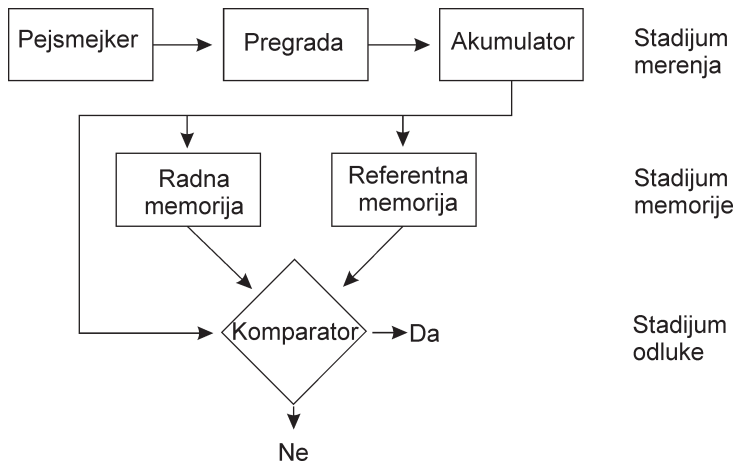 Pejsmejker
Pregrada
Akumulator
Stadijum
merenja
Radna
memorija
Referentna
memorija
Stadijum
memorije
Komparator
Da
Stadijum
odluke
Ne